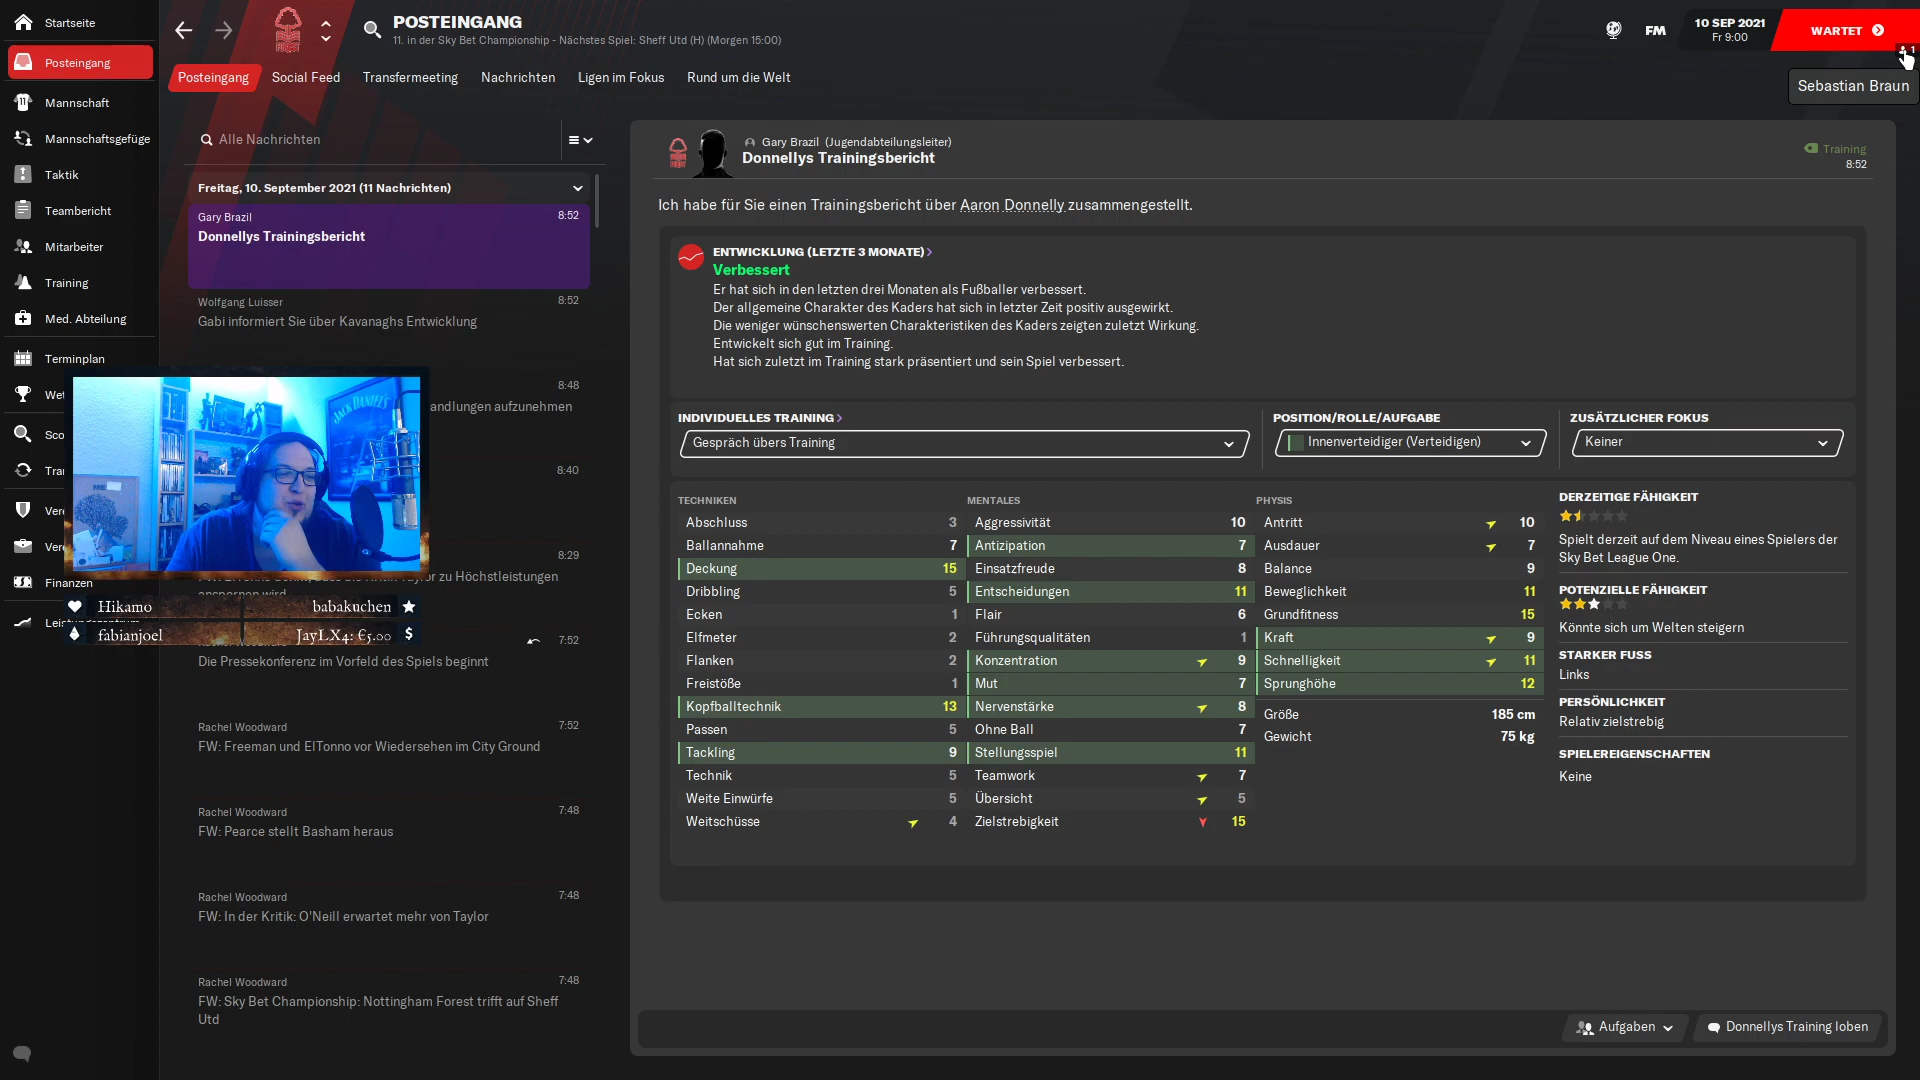 Startseite
Posteingang
Mannschaft
Mannschaftsgefüge
Taktik
Teambericht
Mitarbeiter
Training
Med. Abteilung
Terminplan
Finanzen
POSTEINGANG
11. in der Sky Bet Championship - Nächstes Spiel: Sheff Utd (H) (Morgen 15:00)
FM
10 SEP 2021
Fr 9:00
WARTET
1
Sebastian Braun
Posteingang
Social Feed
Transfermeeting
Nachrichten
Ligen im Fokus
Rund um die Welt
Alle Nachrichten
Freitag, 10. September 2021 (11 Nachrichten)
Gary Brazil 8:52
Donnellys Trainingsbericht
Wolfgang Luisser 8:52
Gabi informiert Sie über Kavanaghs Entwicklung
8:48
andlungen aufzunehmen
8:40
8:29
zu Höchstleistungen
JACK DANIEL'S
Hikamo babakuchen
fabianjoel JayLX4: €5.00
7:52
Die Pressekonferenz im Vorfeld des Spiels beginnt
Rachel Woodward 7:52
FW: Freeman und ElTonno vor Wiedersehen im City Ground
Rachel Woodward 7:48
FW: Pearce stellt Basham heraus
Rachel Woodward 7:48
FW: In der Kritik: O'Neill erwartet mehr von Taylor
Rachel Woodward 7:48
FW: Sky Bet Championship: Nottingham Forest trifft auf Sheff
Utd
Gary Brazil (Jugendabteilungsleiter)
Donnellys Trainingsbericht
Training
8:52
Ich habe für Sie einen Trainingsbericht über Aaron Donnelly zusammengestellt.
ENTWICKLUNG (LETZTE 3 MONATE)
Verbessert
Er hat sich in den letzten drei Monaten als Fußballer verbessert.
Der allgemeine Charakter des Kaders hat sich in letzter Zeit positiv ausgewirkt.
Die weniger wünschenswerten Charakteristiken des Kaders zeigten zuletzt Wirkung.
Entwickelt sich gut im Training.
Hat sich zuletzt im Training stark präsentiert und sein Spiel verbessert.
INDIVIDUELLES TRAINING
Gespräch übers Training
POSITION/ROLLE/AUFGABE
Innenverteidiger (Verteidigen)
ZUSÄTZLICHER FOKUS
Keiner
TECHNIKEN
Abschluss 3
Ballannahme 7
Deckung 15
Dribbling 5
Ecken 1
Elfmeter 2
Flanken 2
Freistöße 1
Kopfballtechnik 13
Passen 5
Tackling 9
Technik 5
Weite Einwürfe 5
Weitschüsse 4
MENTALES
Aggressivität 10
Antizipation 7
Einsatzfreude 8
Entscheidungen 11
Flair 6
Führungsqualitäten 1
Konzentration 9
Mut 7
Nervenstärke 8
Ohne Ball 7
Stellungsspiel 11
Teamwork 7
Übersicht 5
Zielstrebigkeit 15
PHYSIS
Antritt 10
Ausdauer 7
Balance 9
Beweglichkeit 11
Grundfitness 15
Kraft 9
Schnelligkeit 11
Sprunghöhe 12
Größe 185 cm
Gewicht 75 kg
DERZEITIGE FÄHIGKEIT
Spielt derzeit auf dem Niveau eines Spielers der
Sky Bet League One.
POTENZIELLE FÄHIGKEIT
Könnte sich um Welten steigern
STARKER FUSS
Links
PERSÖNLICHKEIT
Relativ zielstrebig
SPIELEREIGENSCHAFTEN
Keine
Aufgaben
Donnellys Training loben